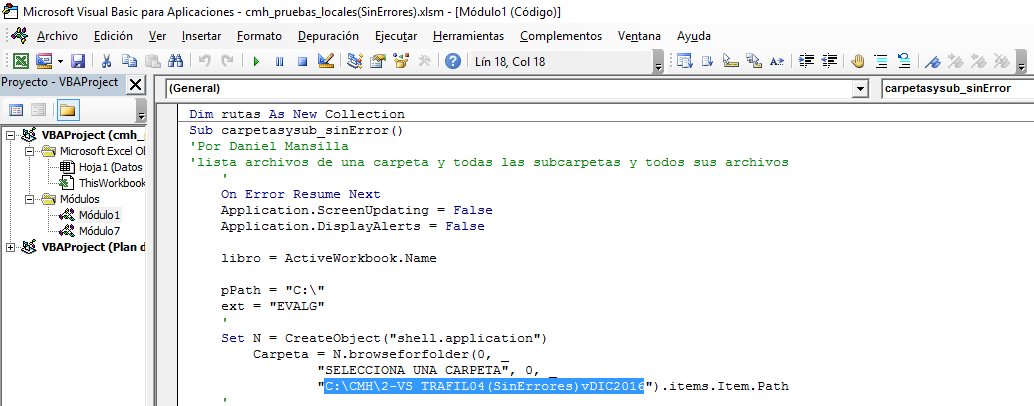 Microsoft Visual Basic para Aplicaciones - cmh_pruebas_locales(SinErrores).xlsm - [Módulo1 (Código)]
Archivo Edición Ver Insertar Formato Depuración Ejecutar Herramientas Complementos Ventana Ayuda
Lín 18, Col 18
Proyecto - VBAProject
(General)
carpetasysub_sinError
VBAProject (cmh_
Microsoft Excel Ob
Hoja1 (Datos
ThisWorkbook
Módulos
Módulo1
Módulo7
VBAProject (Plan d
Dim rutas As New Collection
Sub carpetasysub_sinError()
'Por Daniel Mansilla
'lista archivos de una carpeta y todas las subcarpetas y todos sus archivos
'
On Error Resume Next
Application.ScreenUpdating = False
Application.DisplayAlerts = False
libro = ActiveWorkbook.Name
pPath = "C:\"
ext = "EVALG"
'
Set N = CreateObject("shell.application")
Carpeta = N.browseforfolder(0, _
"SELECCIONA UNA CARPETA", 0, _
"C:\CMH\2-VS TRAFIL04(SinErrores)vDIC2016").items.Item.Path
'